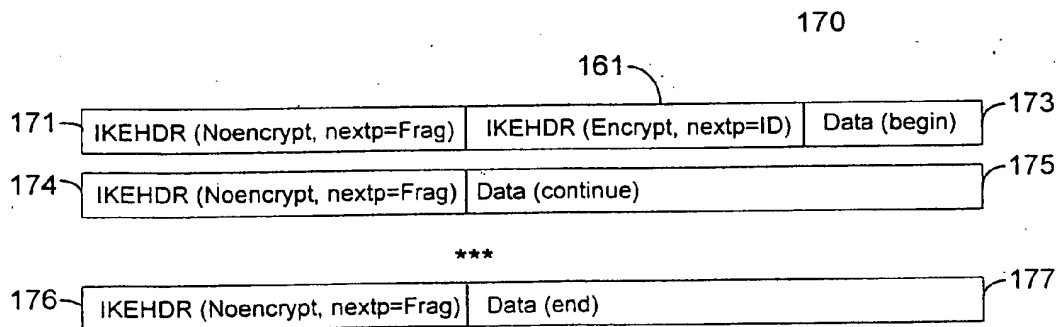 170
161
171 IKEHDR (Noencrypt, nextp=Frag) IKEHDR (Encrypt, nextp=ID) Data (begin) 173
174 IKEHDR (Noencrypt, nextp=Frag) Data (continue) 175
***
176 IKEHDR (Noencrypt, nextp=Frag) Data (end) 177